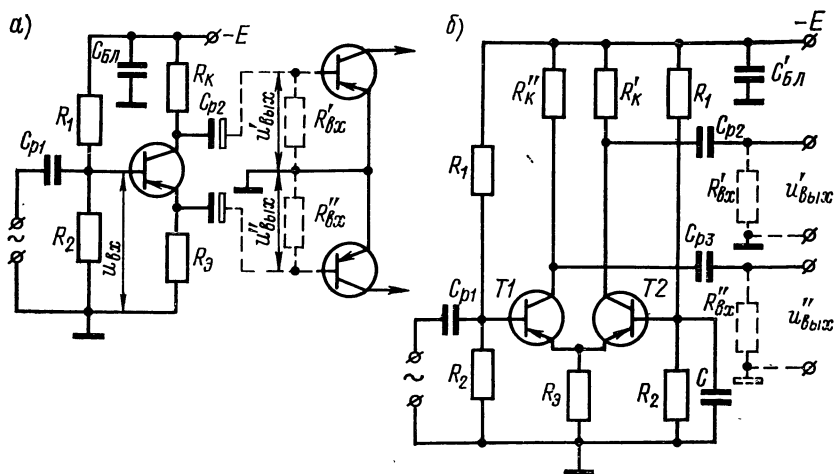 а)
Cбл
-E
Rк
R1
Cр2
Cр1
u'вых
R'вх
R2
uвх
u''вых
R''вх
Rэ
~
б)
-E
R''к
R'к
R1
C'бл
Cр2
R1
R'вх
u'вых
Cр3
Cр1
T1
T2
R''вх
u''вых
~
R2
Rэ
R2
C